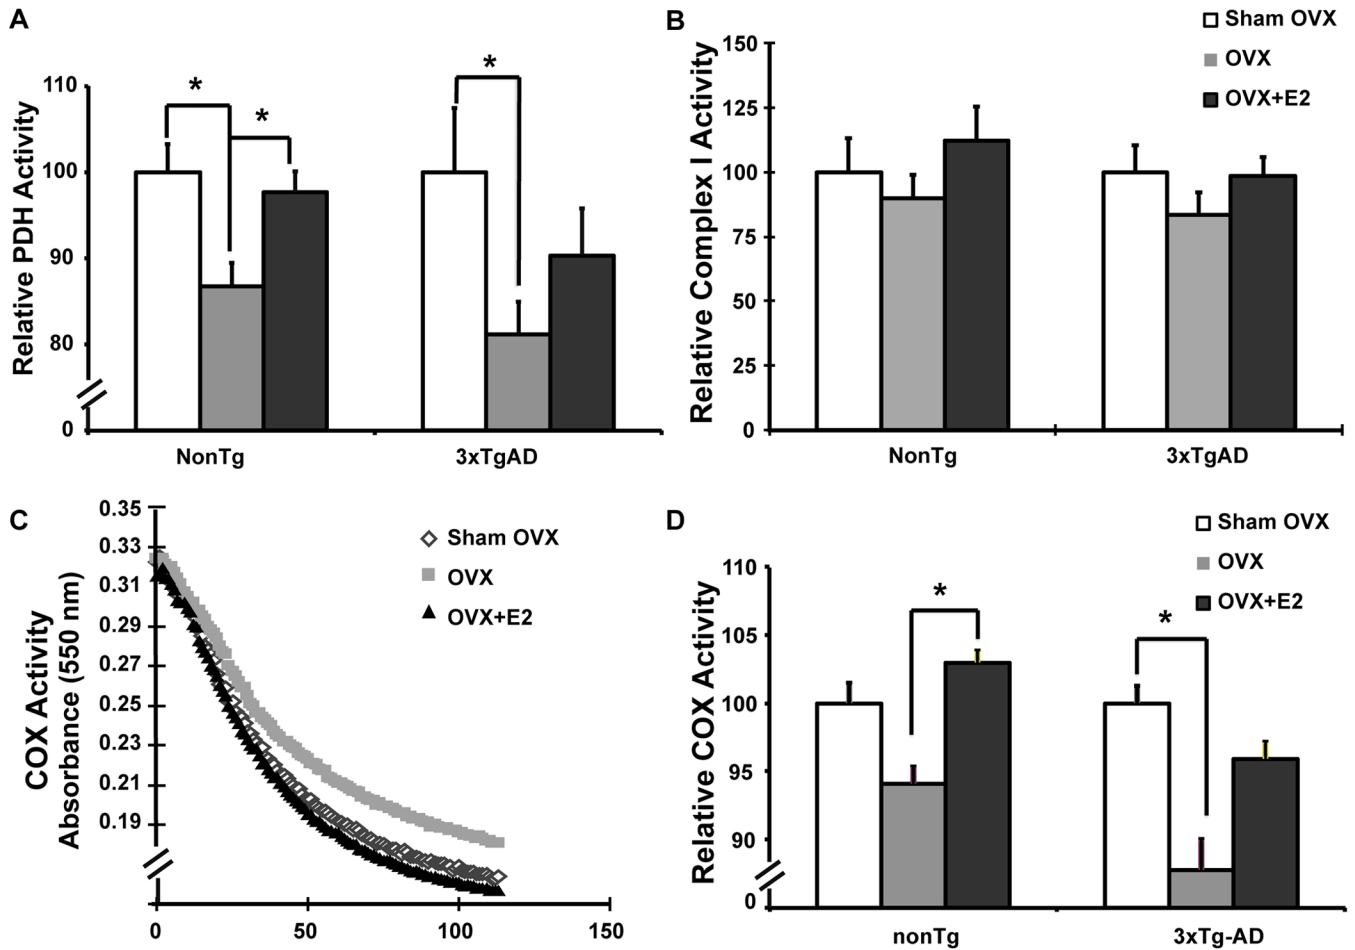 A
Relative PDH Activity
110
100
90
80
0
*
*
*
NonTg
3xTgAD
B
Relative Complex I Activity
150
125
100
75
50
25
0
Sham OVX
OVX
OVX+E2
NonTg
3xTgAD
C
COX Activity
Absorbance (550 nm)
0.35
0.33
0.31
0.29
0.27
0.25
0.23
0.21
0.19
0
50
100
150
Sham OVX
OVX
OVX+E2
D
Relative COX Activity
110
105
100
95
90
0
Sham OVX
OVX
OVX+E2
*
*
nonTg
3xTg-AD